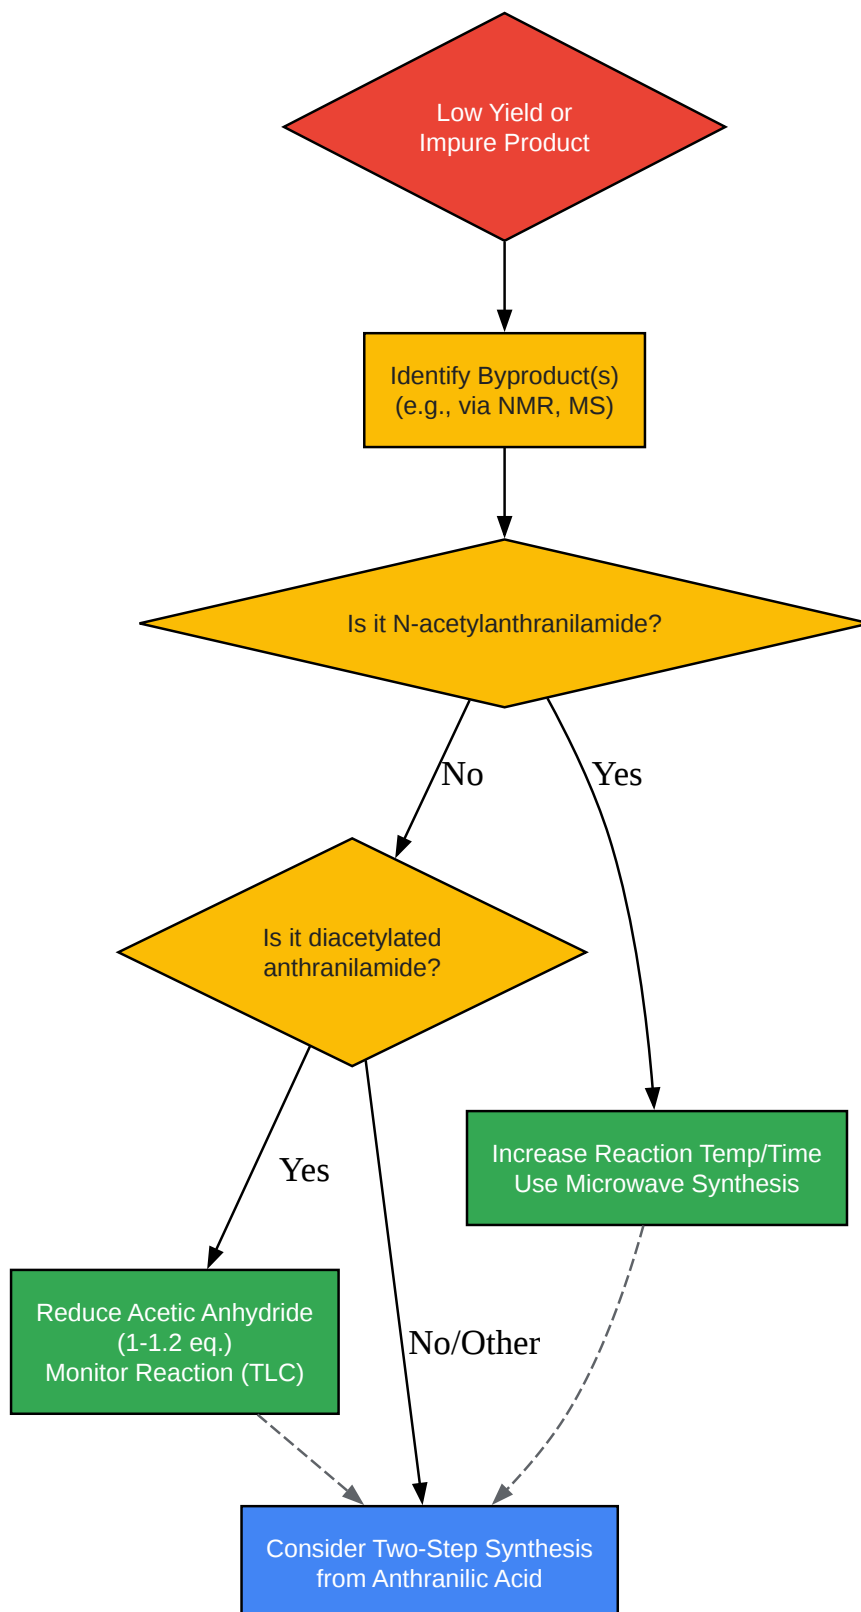 Low Yield or
Impure Product
Identify Byproduct(s)
(e.g., via NMR, MS)
Is it N-acetylanthranilamide?
No
Yes
Is it diacetylated
anthranilamide?
Increase Reaction Temp/Time
Use Microwave Synthesis
Yes
Reduce Acetic Anhydride
(1-1.2 eq.)
Monitor Reaction (TLC)
No/Other
Consider Two-Step Synthesis
from Anthranilic Acid